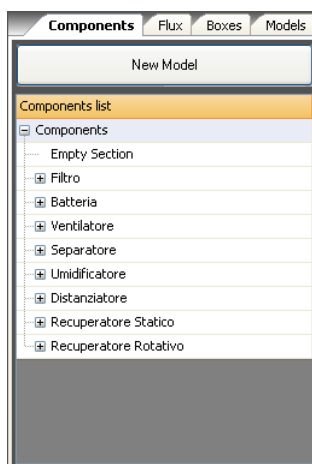 Components Flux Boxes Models
New Model
Components list
Components
Empty Section
Filtro
Batteria
Ventilatore
Separatore
Umidificatore
Distanziatore
Recuperatore Statico
Recuperatore Rotativo